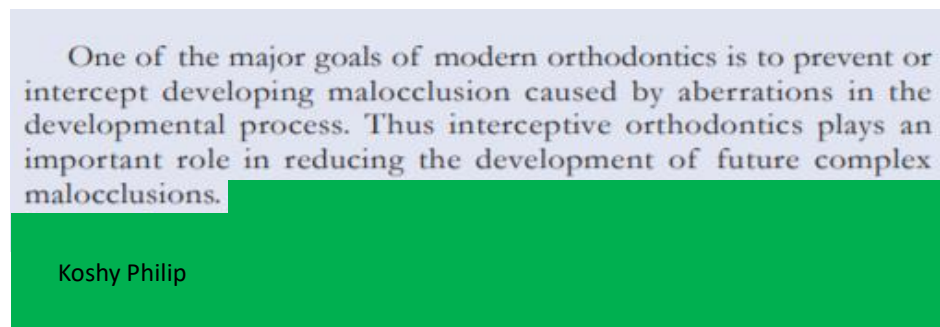 One of the major goals of modern orthodontics is to prevent or
intercept developing malocclusion caused by aberrations in the
developmental process. Thus interceptive orthodontics plays an
important role in reducing the development of future complex
malocclusions.
Koshy Philip